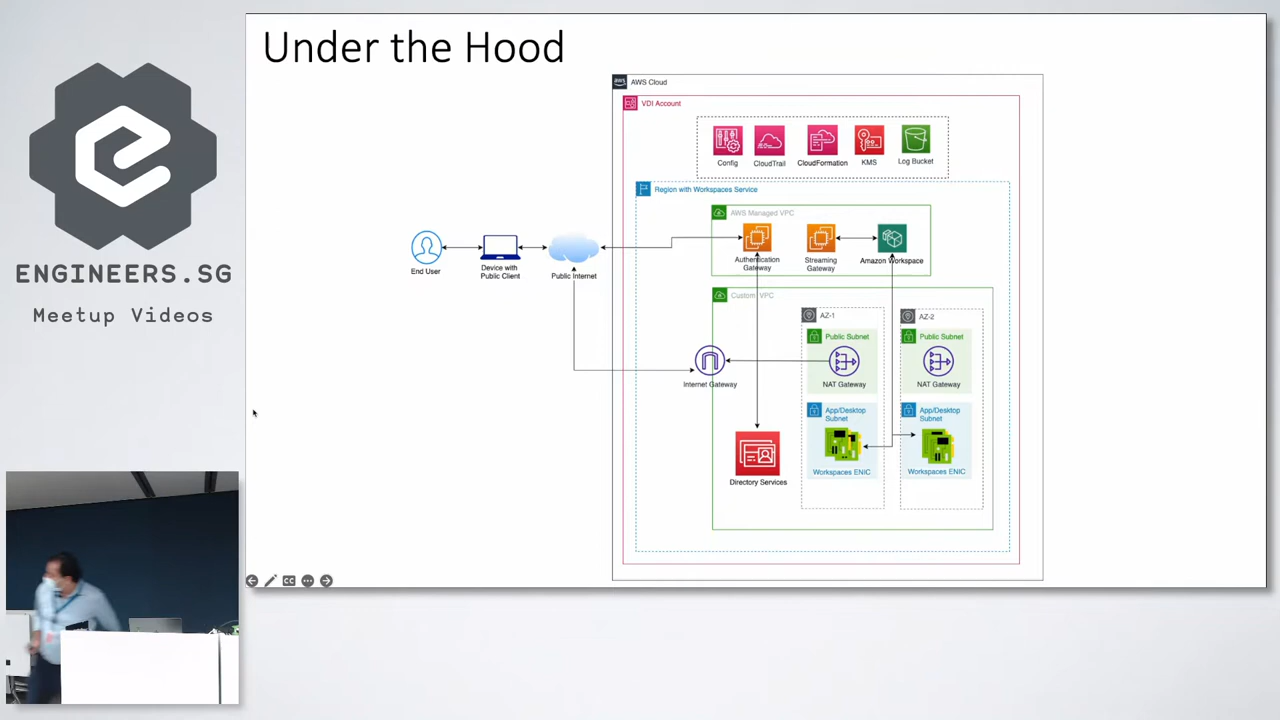 Under the Hood
ENGINEERS.SG
Meetup Videos
aws
AWS Cloud
VDI Account
Config
CloudTrail
CloudFormation
KMS
Log Bucket
Region with Workspaces Service
AWS Managed VPC
Authentication
Gateway
Streaming
Gateway
Amazon Workspace
End User
Device with
Public Client
Public Internet
Custom VPC
AZ-1
AZ-2
Public Subnet
Public Subnet
NAT Gateway
NAT Gateway
Internet Gateway
App/Desktop
Subnet
App/Desktop
Subnet
Workspaces ENIC
Workspaces ENIC
Directory Services
CC